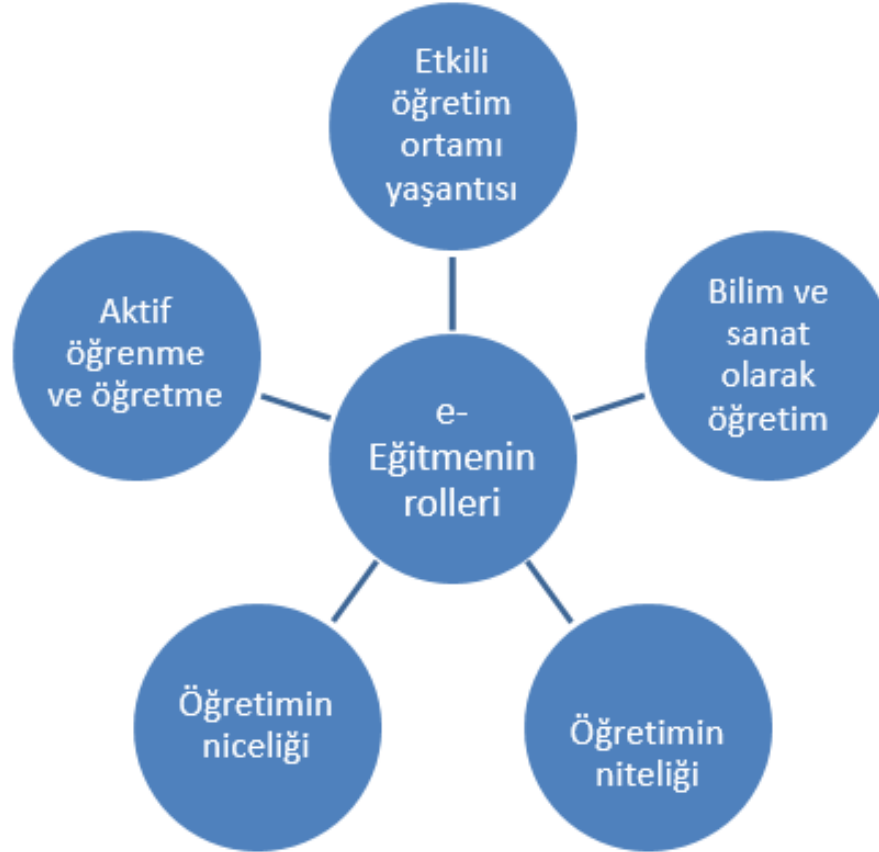 Etkili
öğretim
ortamı
yaşantısı
Bilim ve
sanat
olarak
öğretim
Öğretimin
niteliği
Öğretimin
niceliği
Aktif
öğrenme
ve öğretme
e-
Eğitmenin
rolleri